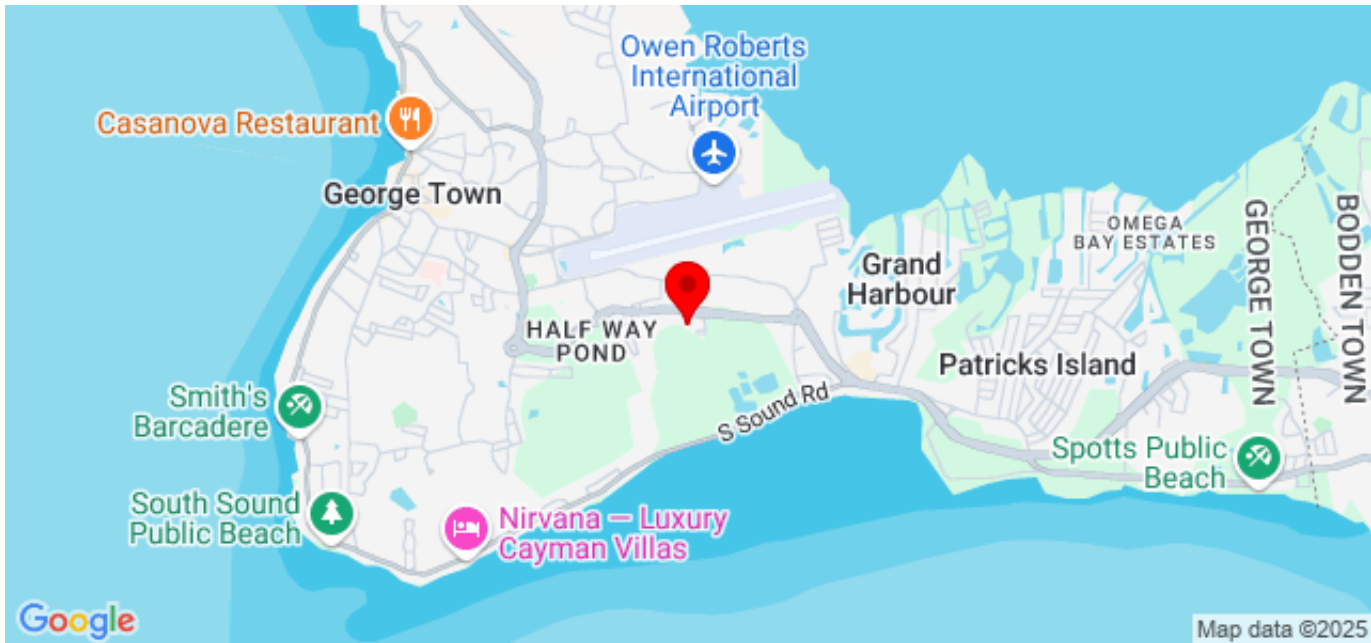 Owen Roberts
International
Airport
Casanova Restaurant
George Town
OMEGA
BAY ESTATES
GEORGE TOWN
BODDEN TOWN
Grand
Harbour
HALF WAY
POND
Patricks Island
Smith's
Barcadere
S Sound Rd
Spotts Public
Beach
South Sound
Public Beach
Nirvana — Luxury
Cayman Villas
Google
Map data ©2025